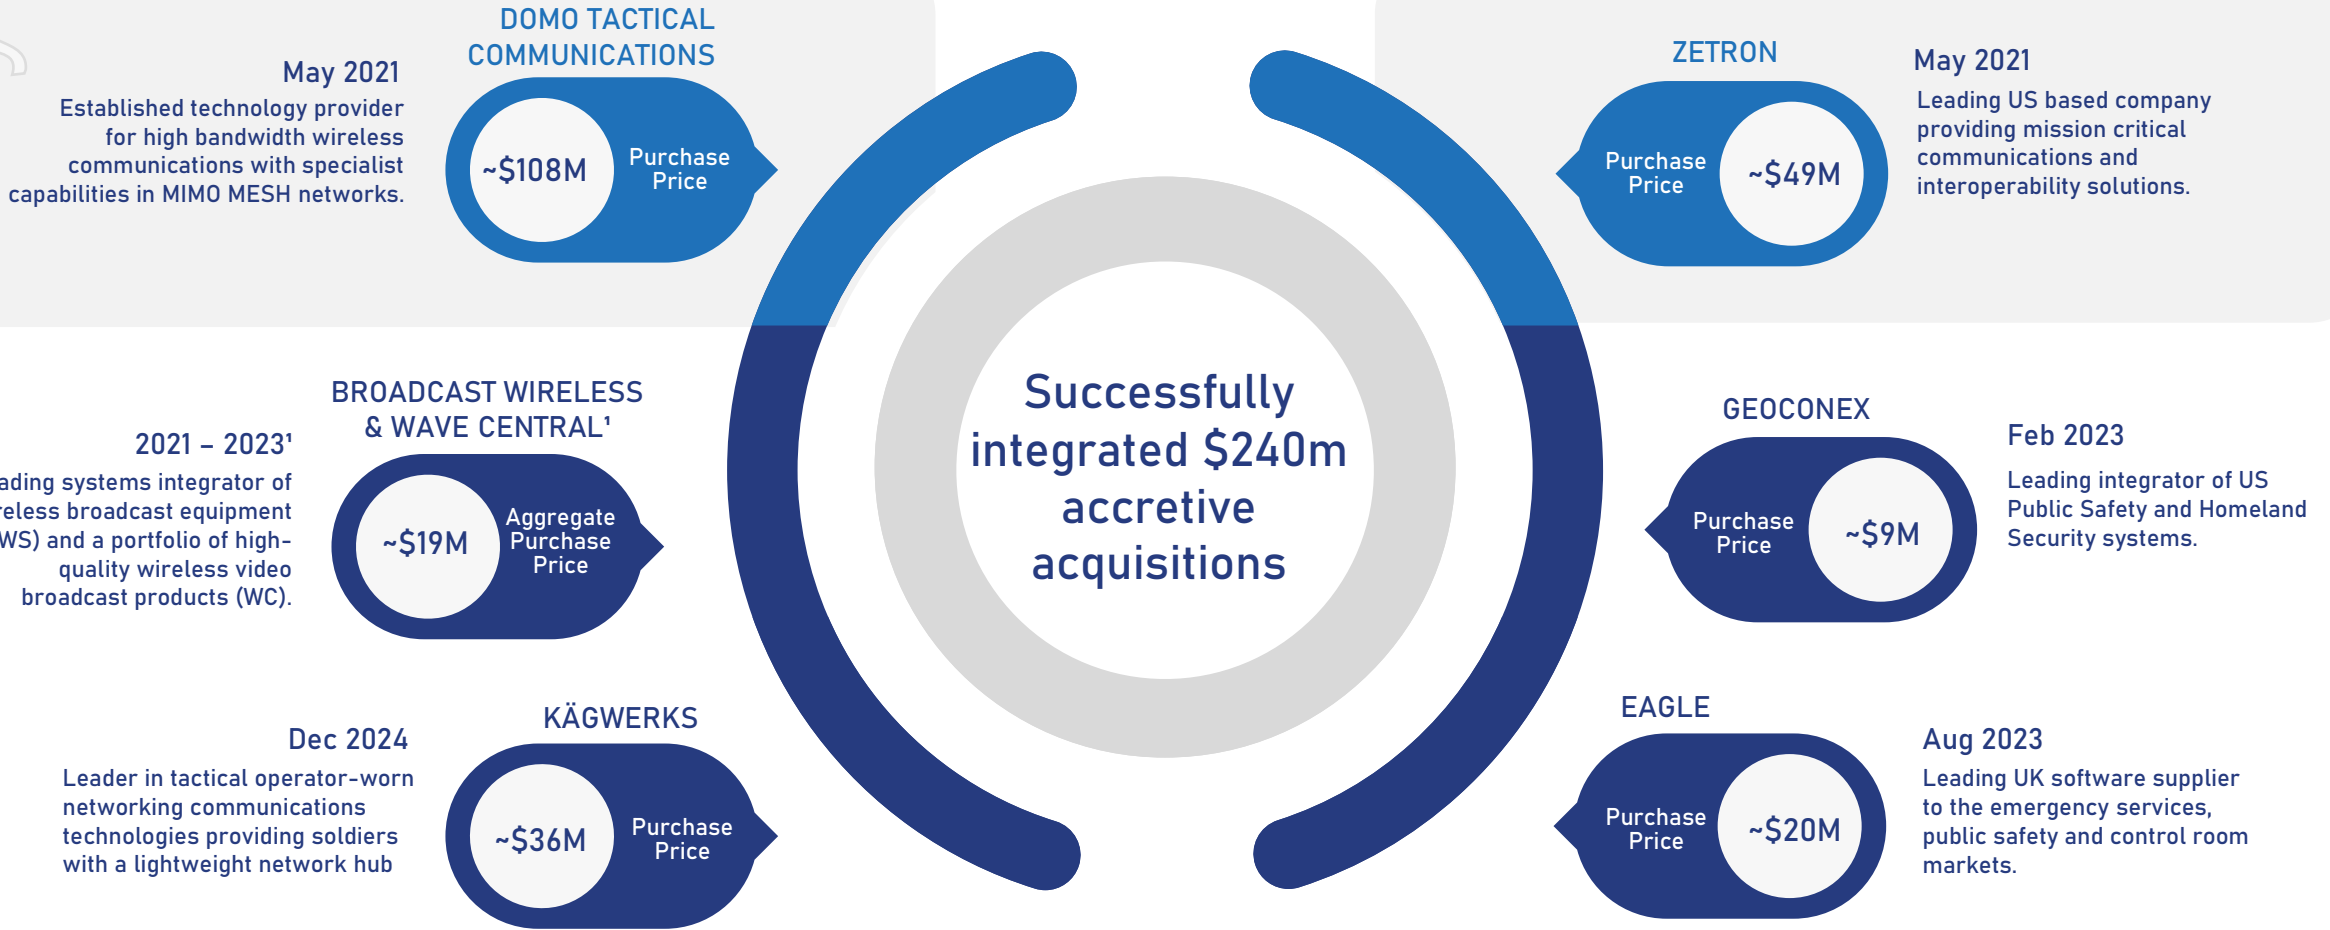 DOMO TACTICAL
COMMUNICATIONS
May 2021
Established technology provider
for high bandwidth wireless
communications with specialist
capabilities in MIMO MESH networks.
~$108M
Purchase
Price
ZETRON
May 2021
Leading US based company
providing mission critical
communications and
interoperability solutions.
Purchase
Price
~$49M
Successfully
integrated $240m
accretive
acquisitions
BROADCAST WIRELESS
& WAVE CENTRAL¹
2021 – 2023¹
systems integrator of
broadcast equipment
and a portfolio of high-
quality wireless video
broadcast products (WC).
~$19M
Aggregate
Purchase
Price
GEOCONEX
Feb 2023
Leading integrator of US
Public Safety and Homeland
Security systems.
Purchase
Price
~$9M
KÄGWERKS
Dec 2024
Leader in tactical operator-worn
networking communications
technologies providing soldiers
with a lightweight network hub
~$36M
Purchase
Price
EAGLE
Aug 2023
Leading UK software supplier
to the emergency services,
public safety and control room
markets.
Purchase
Price
~$20M